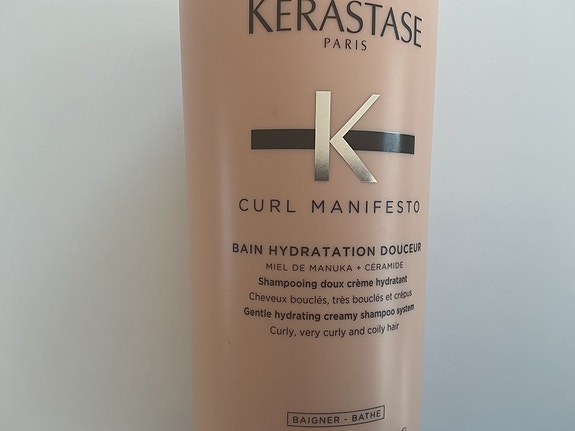 KERASTASE
PARIS
K
CURL MANIFESTO
BAIN HYDRATATION DOUCEUR
MIEL DE MANUKA + CÉRAMIDE
Shampooing doux crème hydratant
Cheveux bouclés, très bouclés et crépus
Gentle hydrating creamy shampoo system
Curly, very curly and coily hair
BAIGNER - BATHE